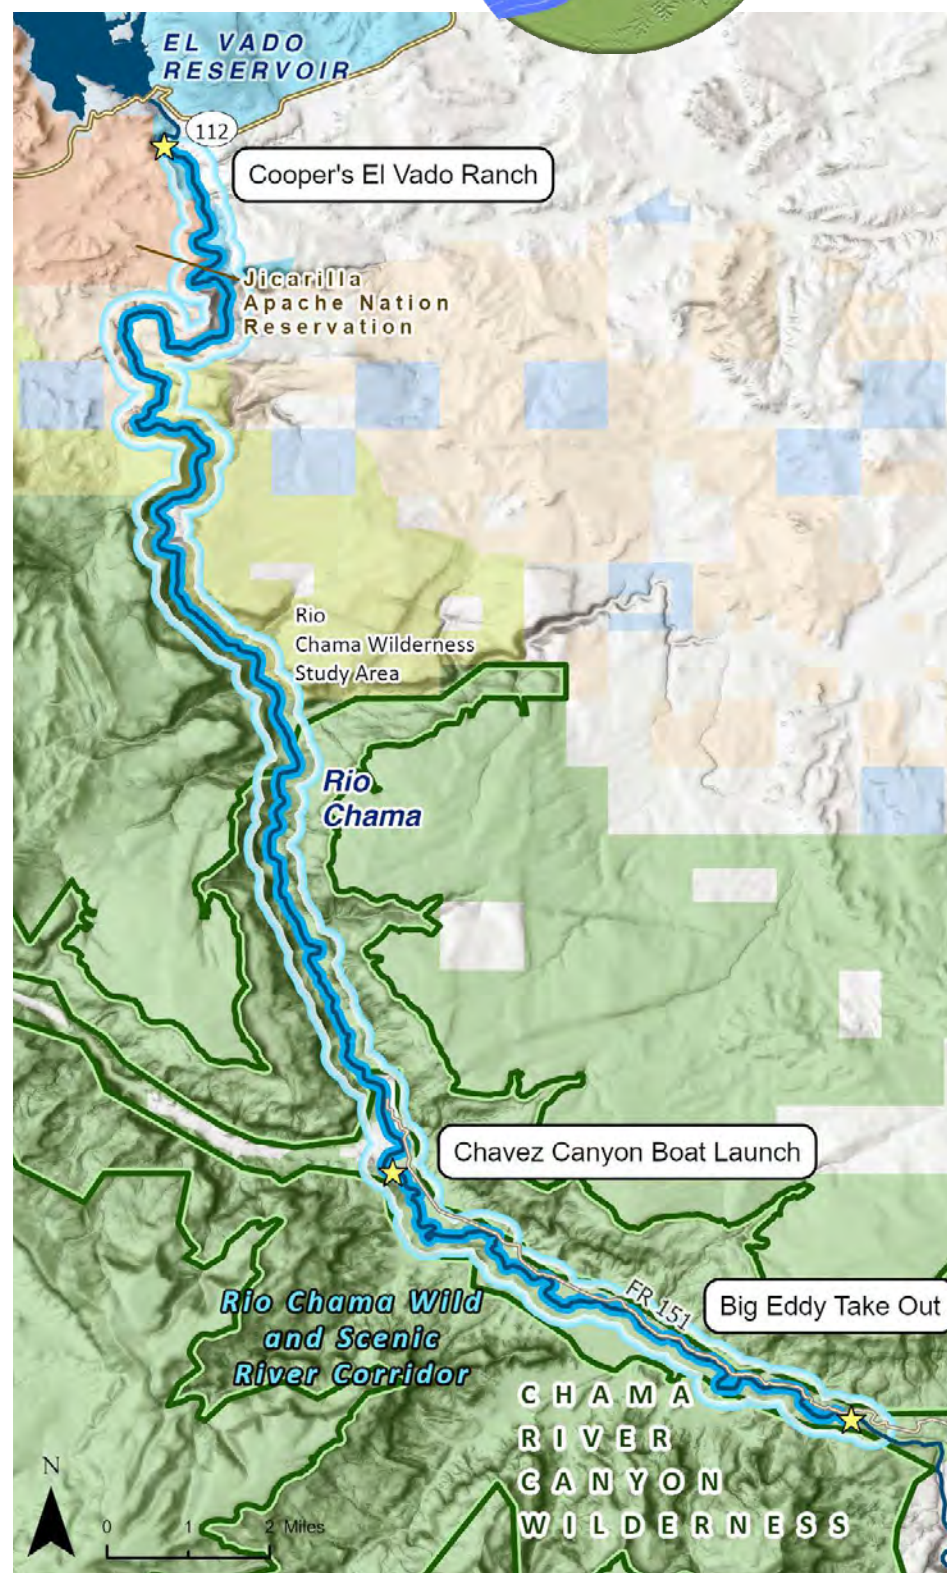 EL VADO
RESERVOIR
112
Cooper's El Vado Ranch
Jicarilla
Apache Nation
Reservation
Rio
Chama Wilderness
Study Area
Rio
Chama
Chavez Canyon Boat Launch
FR 151
Big Eddy Take Out
Rio Chama Wild
and Scenic
River Corridor
CHAMA
RIVER
CANYON
WILDERNESS
N
0 1 2 Miles